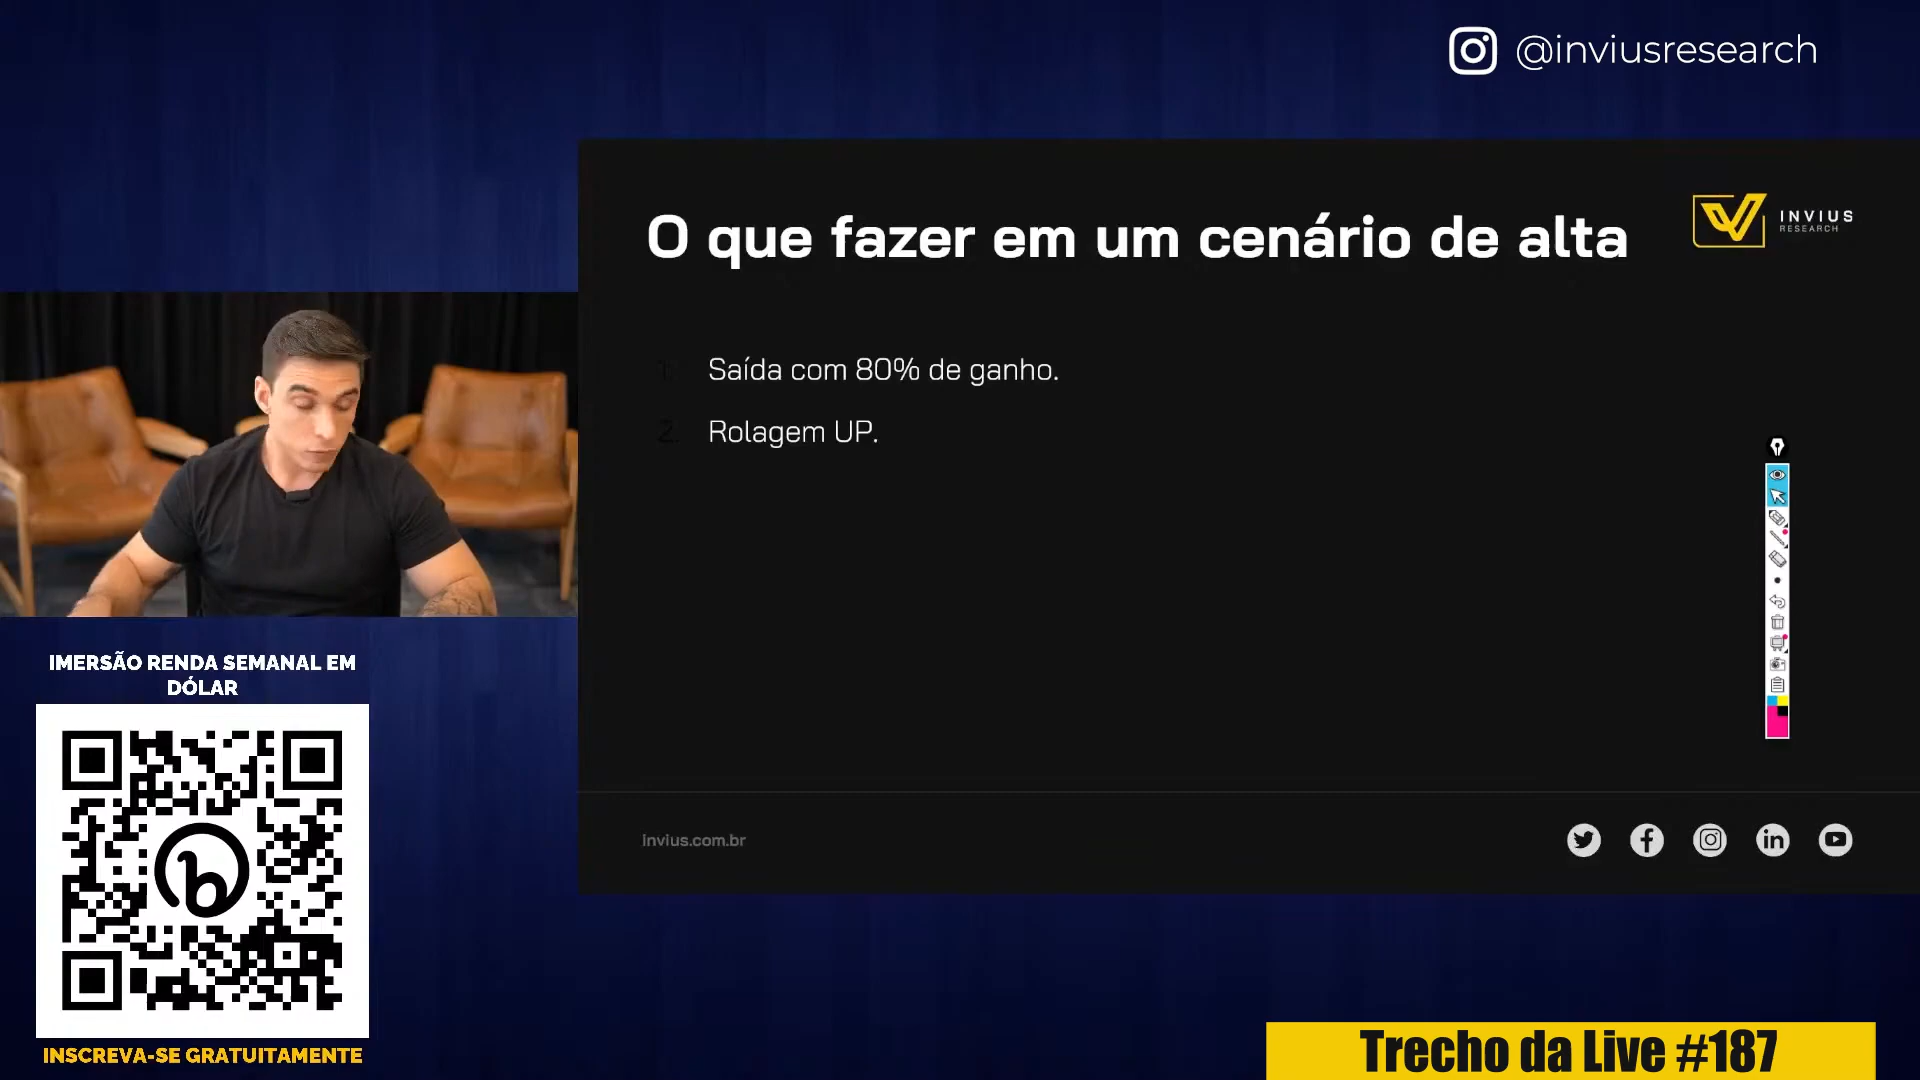 @inviusresearch
O que fazer em um cenário de alta
INVIUS
RESEARCH
1. Saída com 80% de ganho.
2. Rolagem UP.
IMERSÃO RENDA SEMANAL EM
DÓLAR
invius.com.br
INSCREVA-SE GRATUITAMENTE
Trecho da Live #187